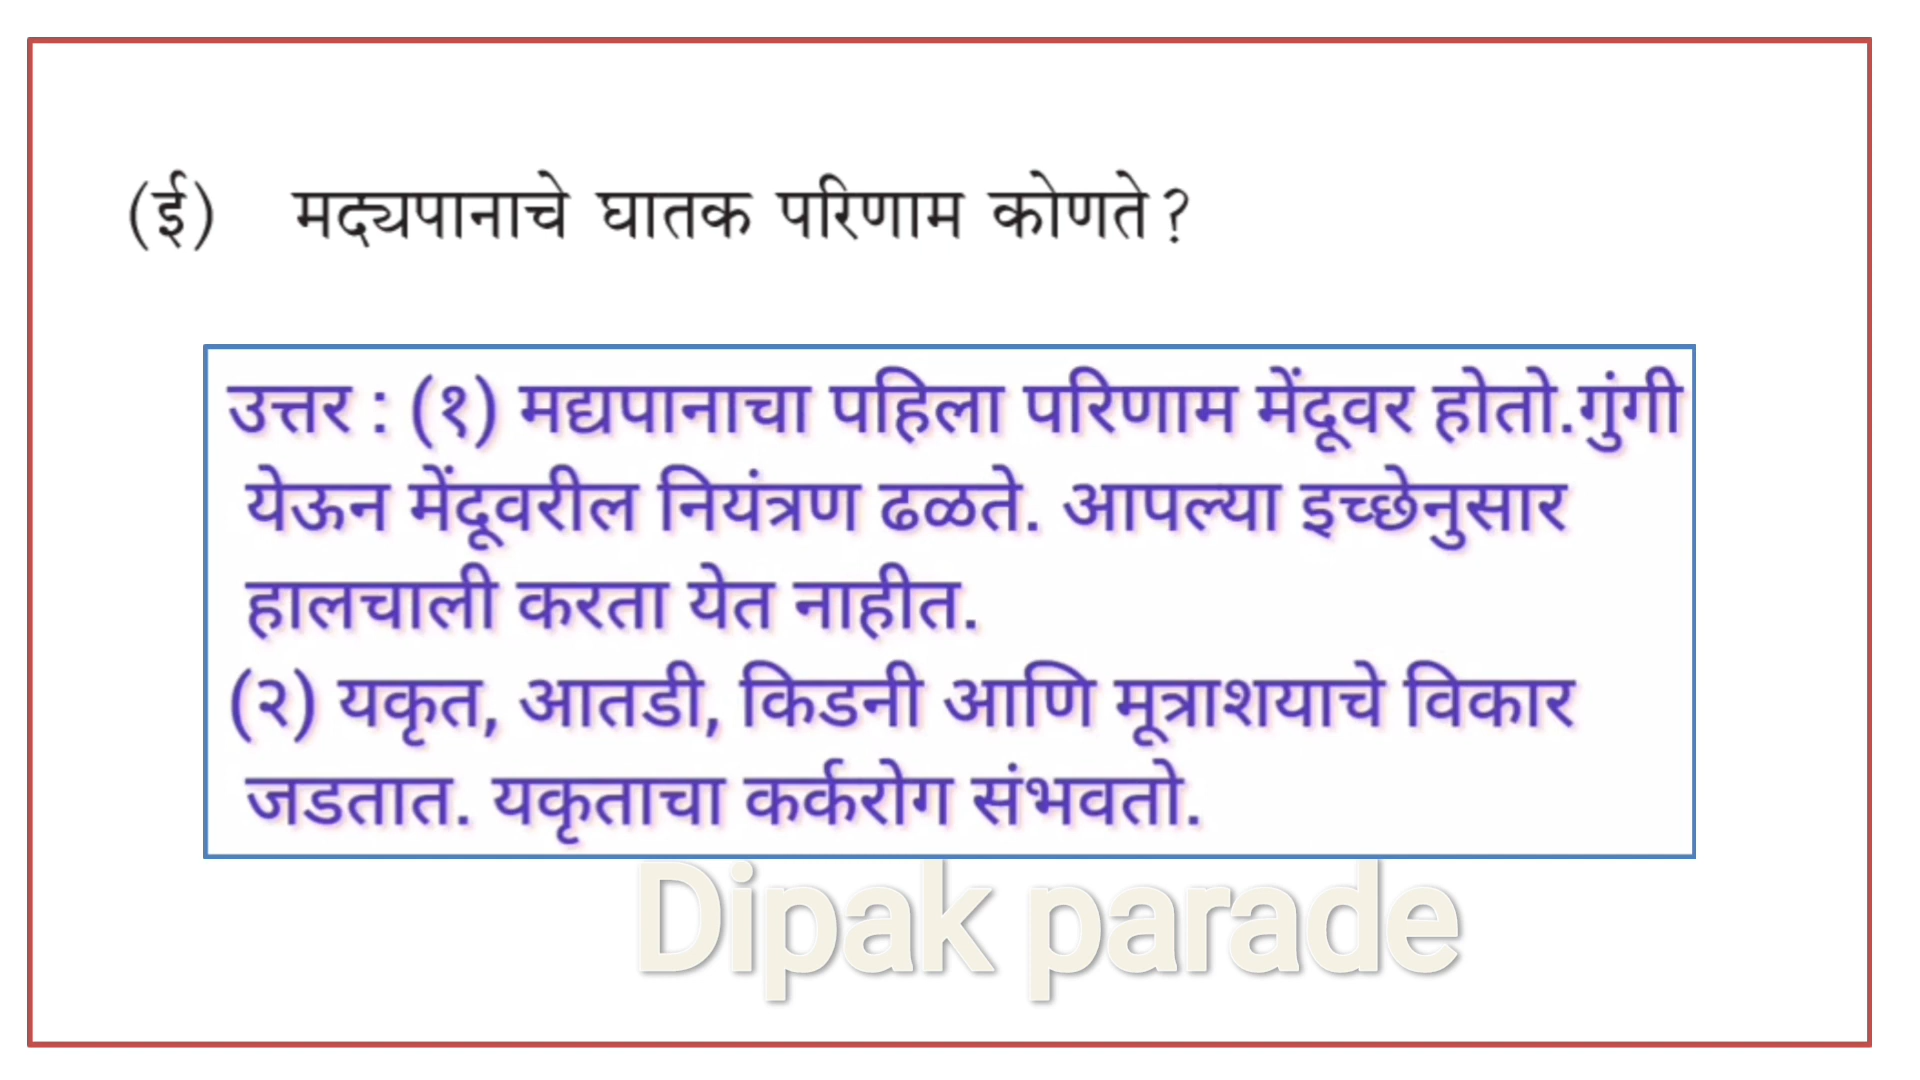 (ई) मद्यपानाचे घातक परिणाम कोणते?
उत्तर : (१) मद्यपानाचा पहिला परिणाम मेंदूवर होतो.गुंगी
येऊन मेंदूवरील नियंत्रण ढळते. आपल्या इच्छेनुसार
हालचाली करता येत नाहीत.
(२) यकृत, आतडी, किडनी आणि मूत्राशयाचे विकार
जडतात. यकृताचा कर्करोग संभवतो.
Dipak parade